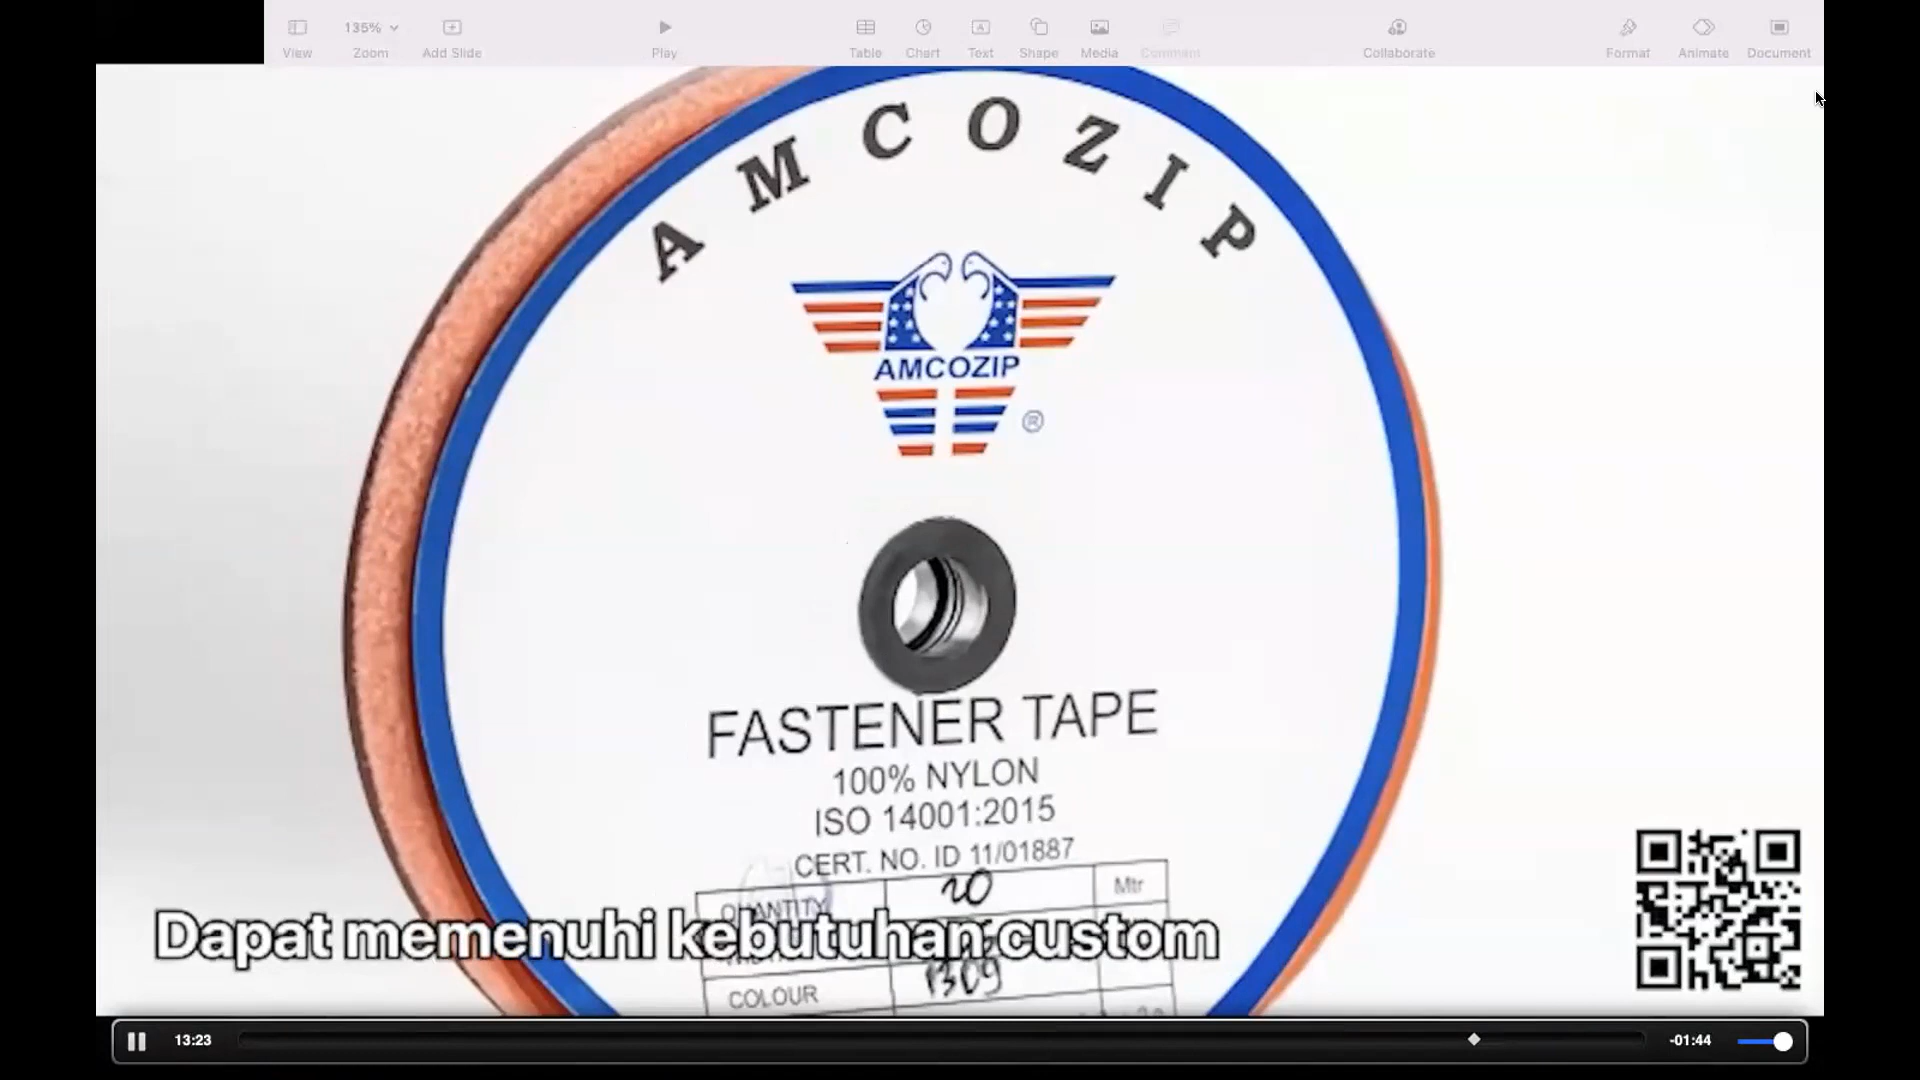 135%
View
Zoom
Add Slide
Play
Table
Chart
Text
Shape
Media
Comment
Collaborate
Format
Animate
Document
AMCOZIP
AMCOZIP
®
FASTENER TAPE
100% NYLON
ISO 14001:2015
CERT. NO. ID 11/01887
QUANTITY 20 Mtr
COLOUR 1309
Dapat memenuhi kebutuhan custom
13:23
-01:44